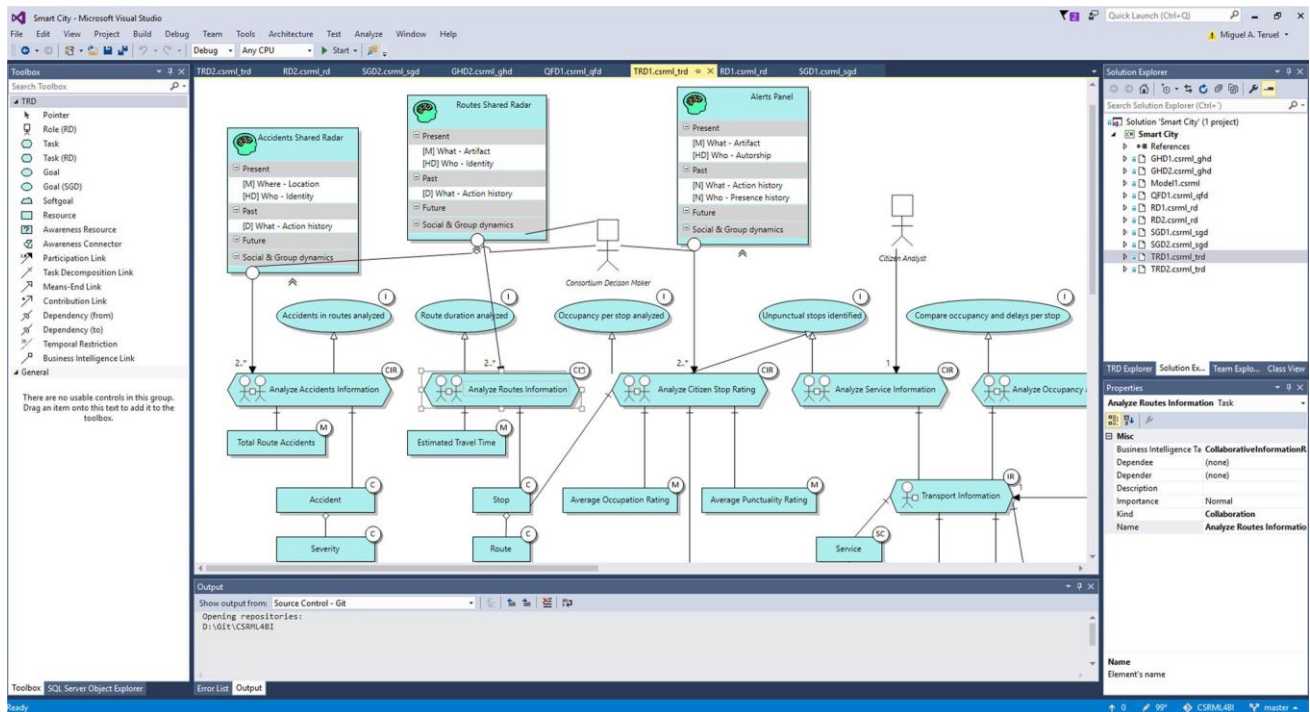 Smart City - Microsoft Visual Studio
2
Quick Launch (Ctrl+Q)
File Edit View Project Build Debug Team Tools Architecture Test Analyze Window Help
Miguel A. Teruel
Debug Any CPU Start
Toolbox
Search Toolbox
TRD
Pointer
Role (RD)
Task
Task (RD)
Goal
Goal (SGD)
Softgoal
Resource
Awareness Resource
Awareness Connector
Participation Link
Task Decomposition Link
Means-End Link
Contribution Link
Dependency (from)
Dependency (to)
Temporal Restriction
Business Intelligence Link
General
There are no usable controls in this group.
Drag an item onto this text to add it to the
toolbox.
Toolbox SQL Server Object Explorer
TRD2.csrml_trd RD2.csrml_rd SGD2.csrml_sgd GHD2.csrml_ghd QFD1.csrml_qfd TRD1.csrml_trd RD1.csrml_rd SGD1.csrml_sgd
Accidents Shared Radar
Present
[M] Where - Location
[HD] Who - Identity
Past
[D] What - Action history
Future
Social & Group dynamics
Routes Shared Radar
Present
[M] What - Artifact
[HD] Who - Identity
Past
[D] What - Action history
Future
Social & Group dynamics
Alerts Panel
Present
[M] What - Artifact
[HD] Who - Autorship
Past
[N] What - Action history
[N] Who - Presence history
Future
Social & Group dynamics
Consortium Decison Maker
Citizen Analyst
I I I I I
Accidents in routes analyzed Route duration analyzed Occupancy per stop analyzed Unpunctual stops identified Compare occupancy and delays per stop
2..* 2..* 2..* 1
CIR CIR CIR CIR
Analyze Accidents Information Analyze Routes Information Analyze Citizen Stop Rating Analyze Service Information Analyze Occupancy
M M
Total Route Accidents Estimated Travel Time
C C M M IR
Accident Stop Average Occupation Rating Average Punctuality Rating Transport Information 1
C C SC
Severity Route Service
Output
Show output from: Source Control - Git
Opening repositories:
D:\Git\CSRML4BI
Error List Output
Solution Explorer
Search Solution Explorer (Ctrl+´)
Solution 'Smart City' (1 project)
Smart City
References
GHD1.csrml_ghd
GHD2.csrml_ghd
Model1.csrml
QFD1.csrml_qfd
RD1.csrml_rd
RD2.csrml_rd
SGD1.csrml_sgd
SGD2.csrml_sgd
TRD1.csrml_trd
TRD2.csrml_trd
TRD Explorer Solution Ex... Team Explo... Class View
Properties
Analyze Routes Information Task
Misc
Business Intelligence Ta CollaborativeInformationR
Dependee (none)
Depender (none)
Description
Importance Normal
Kind Collaboration
Name Analyze Routes Informatio
Name
Element's name
Ready
0 99* CSRML4BI master